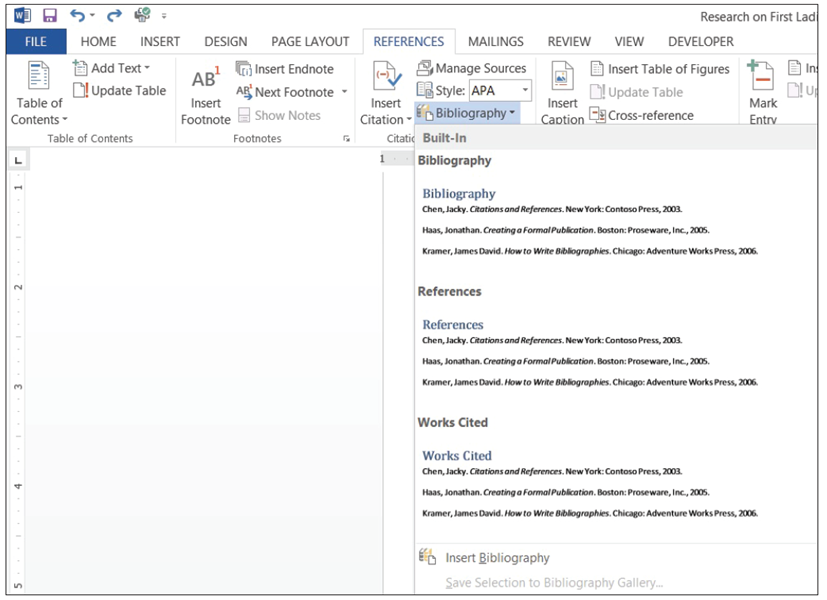 Research on First Ladi
FILE HOME INSERT DESIGN PAGE LAYOUT REFERENCES MAILINGS REVIEW VIEW DEVELOPER
Table of Contents
Add Text
Update Table
Table of Contents
AB1
Insert Footnote
Insert Endnote
Next Footnote
Show Notes
Footnotes
Insert Citation
Manage Sources
Style: APA
Bibliography
Citatio
Insert Caption
Insert Table of Figures
Update Table
Cross-reference
Mark Entry
Ins
Up
L
1
1
2
3
4
5
Built-In
Bibliography
Bibliography
Chen, Jacky. Citations and References. New York: Contoso Press, 2003.
Haas, Jonathan. Creating a Formal Publication. Boston: Proseware, Inc., 2005.
Kramer, James David. How to Write Bibliographies. Chicago: Adventure Works Press, 2006.
References
References
Chen, Jacky. Citations and References. New York: Contoso Press, 2003.
Haas, Jonathan. Creating a Formal Publication. Boston: Proseware, Inc., 2005.
Kramer, James David. How to Write Bibliographies. Chicago: Adventure Works Press, 2006.
Works Cited
Works Cited
Chen, Jacky. Citations and References. New York: Contoso Press, 2003.
Haas, Jonathan. Creating a Formal Publication. Boston: Proseware, Inc., 2005.
Kramer, James David. How to Write Bibliographies. Chicago: Adventure Works Press, 2006.
Insert Bibliography
Save Selection to Bibliography Gallery...